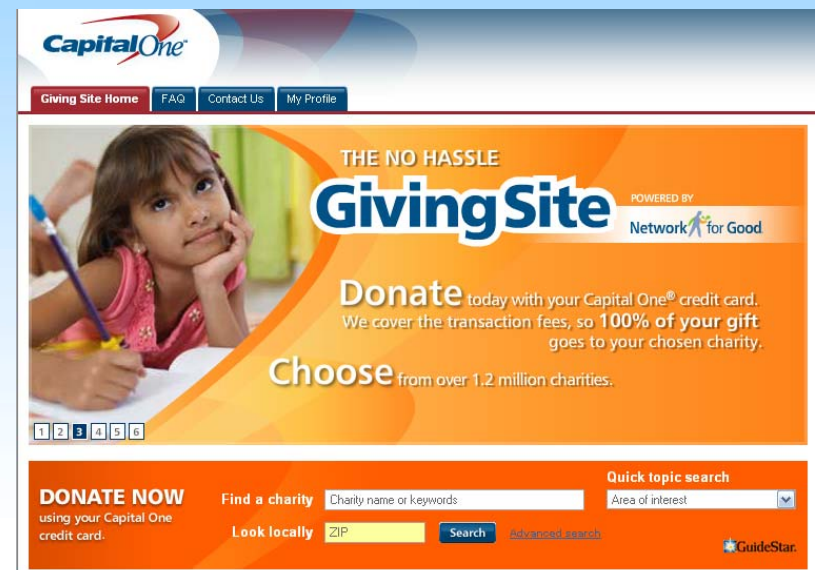 CapitalOne
Giving Site Home
FAQ
Contact Us
My Profile
THE NO HASSLE
GivingSite
POWERED BY
Network for Good
Donate today with your Capital One® credit card.
We cover the transaction fees, so 100% of your gift
goes to your chosen charity.
Choose from over 1.2 million charities.
1 2 3 4 5 6
DONATE NOW
using your Capital One
credit card.
Find a charity
Charity name or keywords
Look locally
ZIP
Search
Advanced search
Quick topic search
Area of interest
GuideStar.